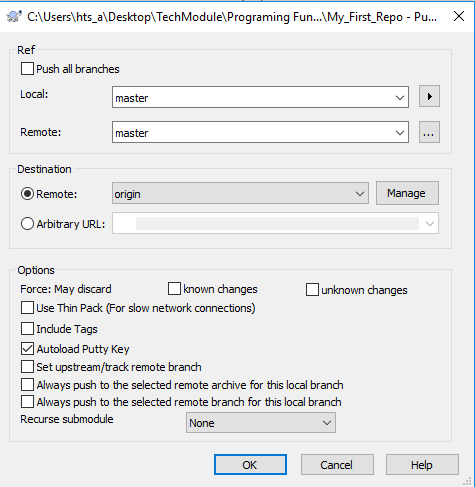 C:\Users\hts_a\Desktop\TechModule\Programing Fun...\My_First_Repo - Pu...
Ref
Push all branches
Local: master
Remote: master ...
Destination
Remote: origin Manage
Arbitrary URL:
Options
Force: May discard known changes unknown changes
Use Thin Pack (For slow network connections)
Include Tags
Autoload Putty Key
Set upstream/track remote branch
Always push to the selected remote archive for this local branch
Always push to the selected remote branch for this local branch
Recurse submodule None
OK Cancel Help